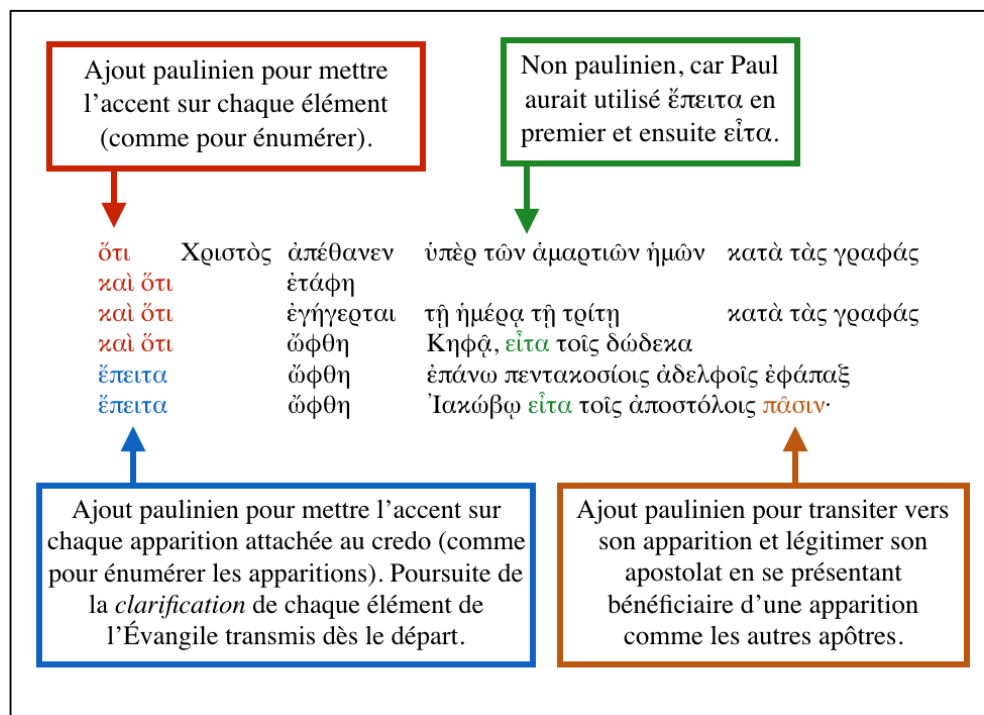 Ajout paulinien pour mettre
l’accent sur chaque élément
(comme pour énumérer).
Non paulinien, car Paul
aurait utilisé ἔπειτα en
premier et ensuite εἶτα.
ὅτι Χριστὸς ἀπέθανεν ὑπὲρ τῶν ἁμαρτιῶν ἡμῶν κατὰ τὰς γραφάς
καὶ ὅτι ἐτάφη
καὶ ὅτι ἐγήγερται τῇ ἡμέρᾳ τῇ τρίτῃ κατὰ τὰς γραφάς
καὶ ὅτι ὤφθη Κηφᾷ, εἶτα τοῖς δώδεκα
ἔπειτα ὤφθη ἐπάνω πεντακοσίοις ἀδελφοῖς ἐφάπαξ
ἔπειτα ὤφθη Ἰακώβῳ εἶτα τοῖς ἀποστόλοις πᾶσιν·
Ajout paulinien pour mettre l’accent sur
chaque apparition attachée au credo (comme
pour énumérer les apparitions). Poursuite de
la clarification de chaque élément de
l’Évangile transmis dès le départ.
Ajout paulinien pour transiter vers
son apparition et légitimer son
apostolat en se présentant
bénéficiaire d’une apparition
comme les autres apôtres.